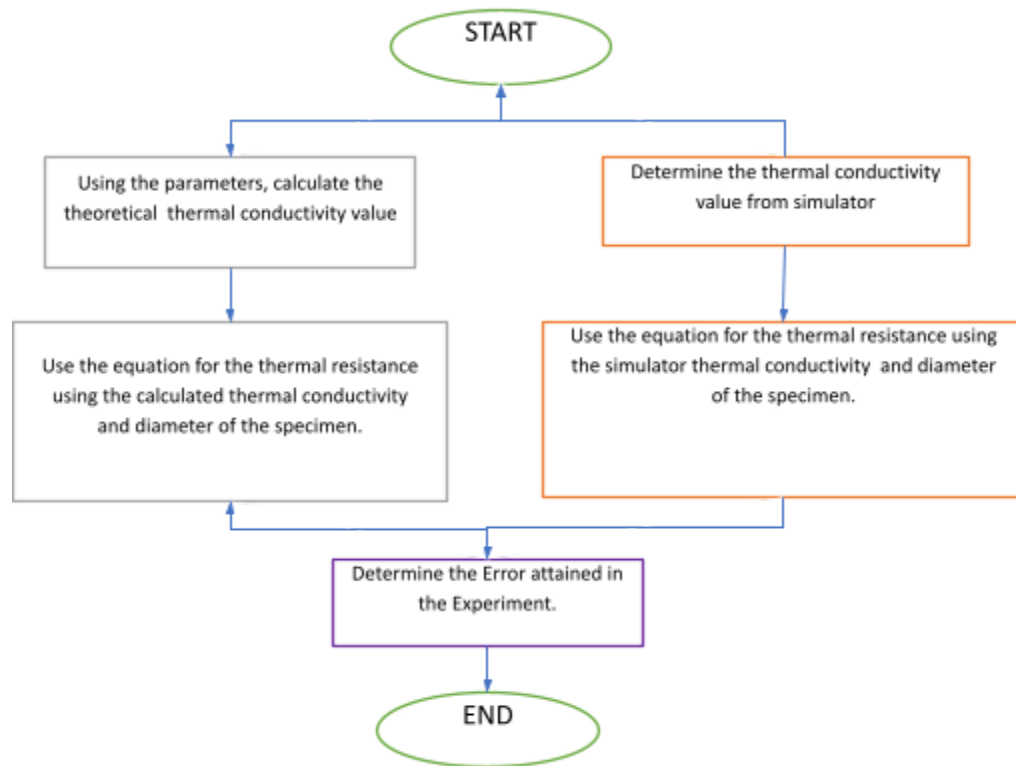 START
Using the parameters, calculate the
theoretical thermal conductivity value
Determine the thermal conductivity
value from simulator
Use the equation for the thermal resistance
using the calculated thermal conductivity
and diameter of the specimen.
Use the equation for the thermal resistance using
the simulator thermal conductivity and diameter
of the specimen.
Determine the Error attained in
the Experiment.
END